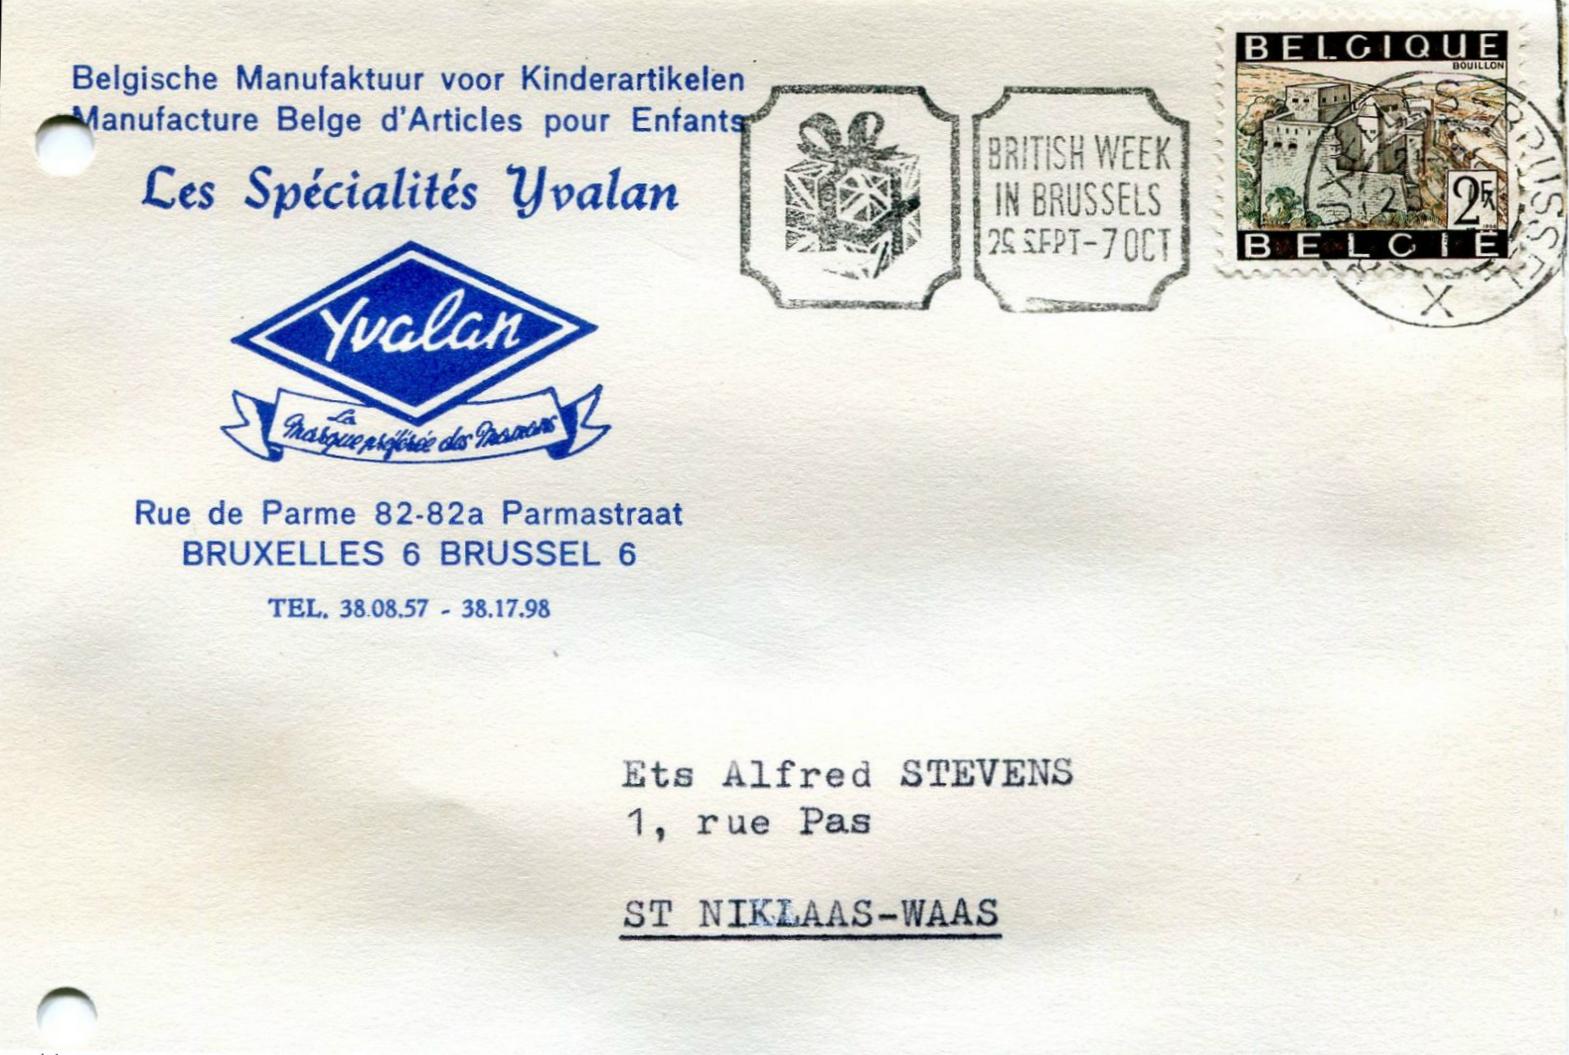 Belgische Manufaktuur voor Kinderartikelen
Manufacture Belge d'Articles pour Enfants
Les Spécialités Yvalan
Yvalan
La
Marque préférée des Mamans
Rue de Parme 82-82a Parmastraat
BRUXELLES 6 BRUSSEL 6
TEL. 38.08.57 - 38.17.98
BRITISH WEEK
IN BRUSSELS
29 SEPT-7 OCT
BELGIQUE
BOUILLON
2F
BELGIË
X
Ets Alfred STEVENS
1, rue Pas
ST NIKLAAS-WAAS